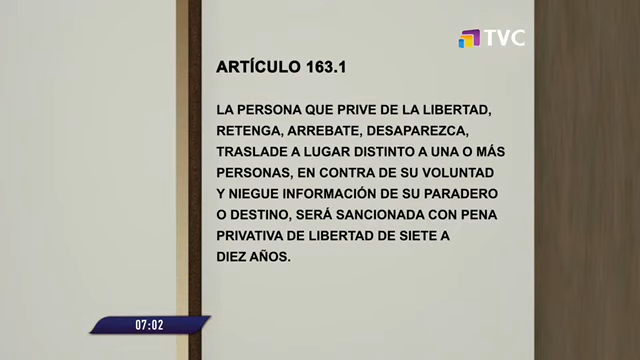 TVC
ARTÍCULO 163.1
LA PERSONA QUE PRIVE DE LA LIBERTAD,
RETENGA, ARREBATE, DESAPAREZCA,
TRASLADE A LUGAR DISTINTO A UNA O MÁS
PERSONAS, EN CONTRA DE SU VOLUNTAD
Y NIEGUE INFORMACIÓN DE SU PARADERO
O DESTINO, SERÁ SANCIONADA CON PENA
PRIVATIVA DE LIBERTAD DE SIETE A
DIEZ AÑOS.
07:02